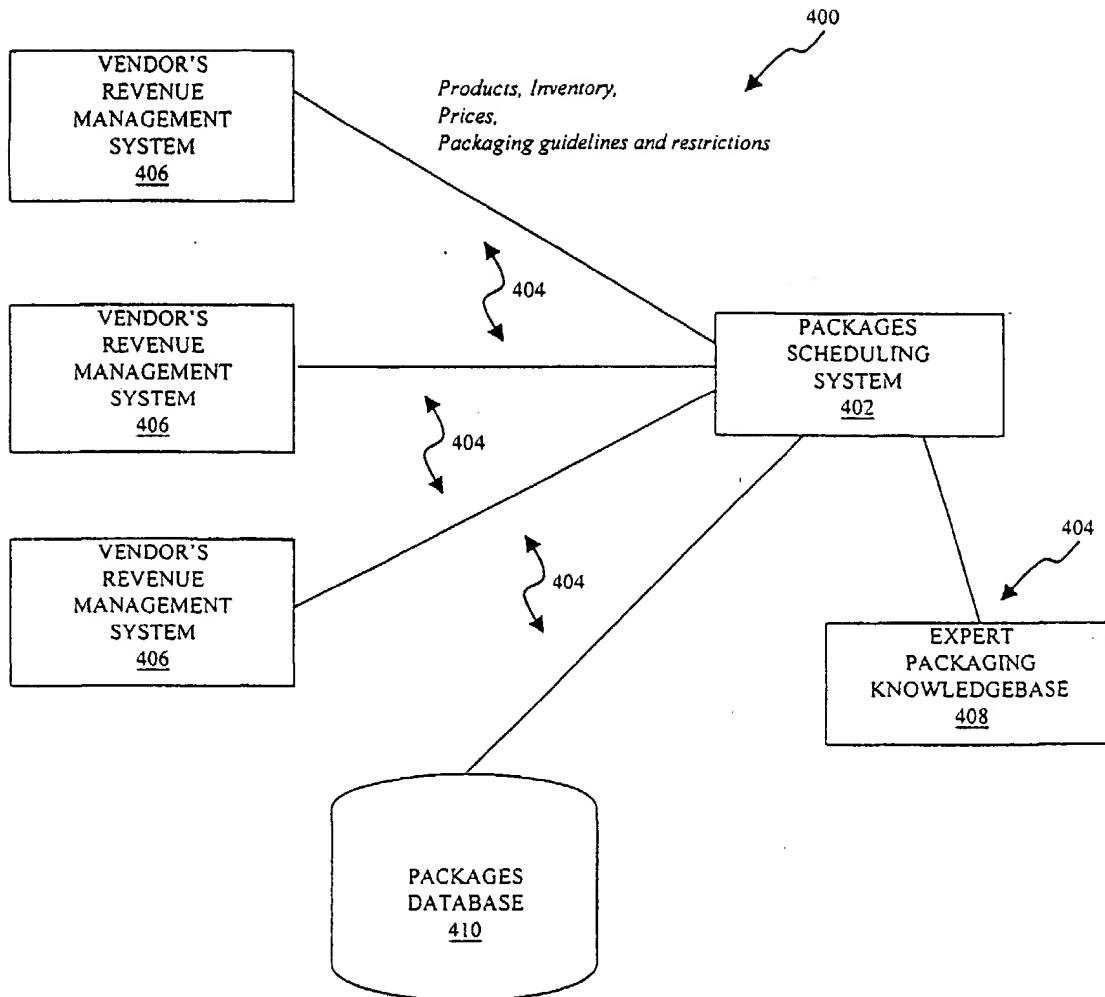 400
VENDOR'S
REVENUE
MANAGEMENT
SYSTEM
406
Products, Inventory,
Prices,
Packaging guidelines and restrictions
404
VENDOR'S
REVENUE
MANAGEMENT
SYSTEM
406
PACKAGES
SCHEDULING
SYSTEM
402
404
VENDOR'S
REVENUE
MANAGEMENT
SYSTEM
406
404
404
EXPERT
PACKAGING
KNOWLEDGEBASE
408
PACKAGES
DATABASE
410